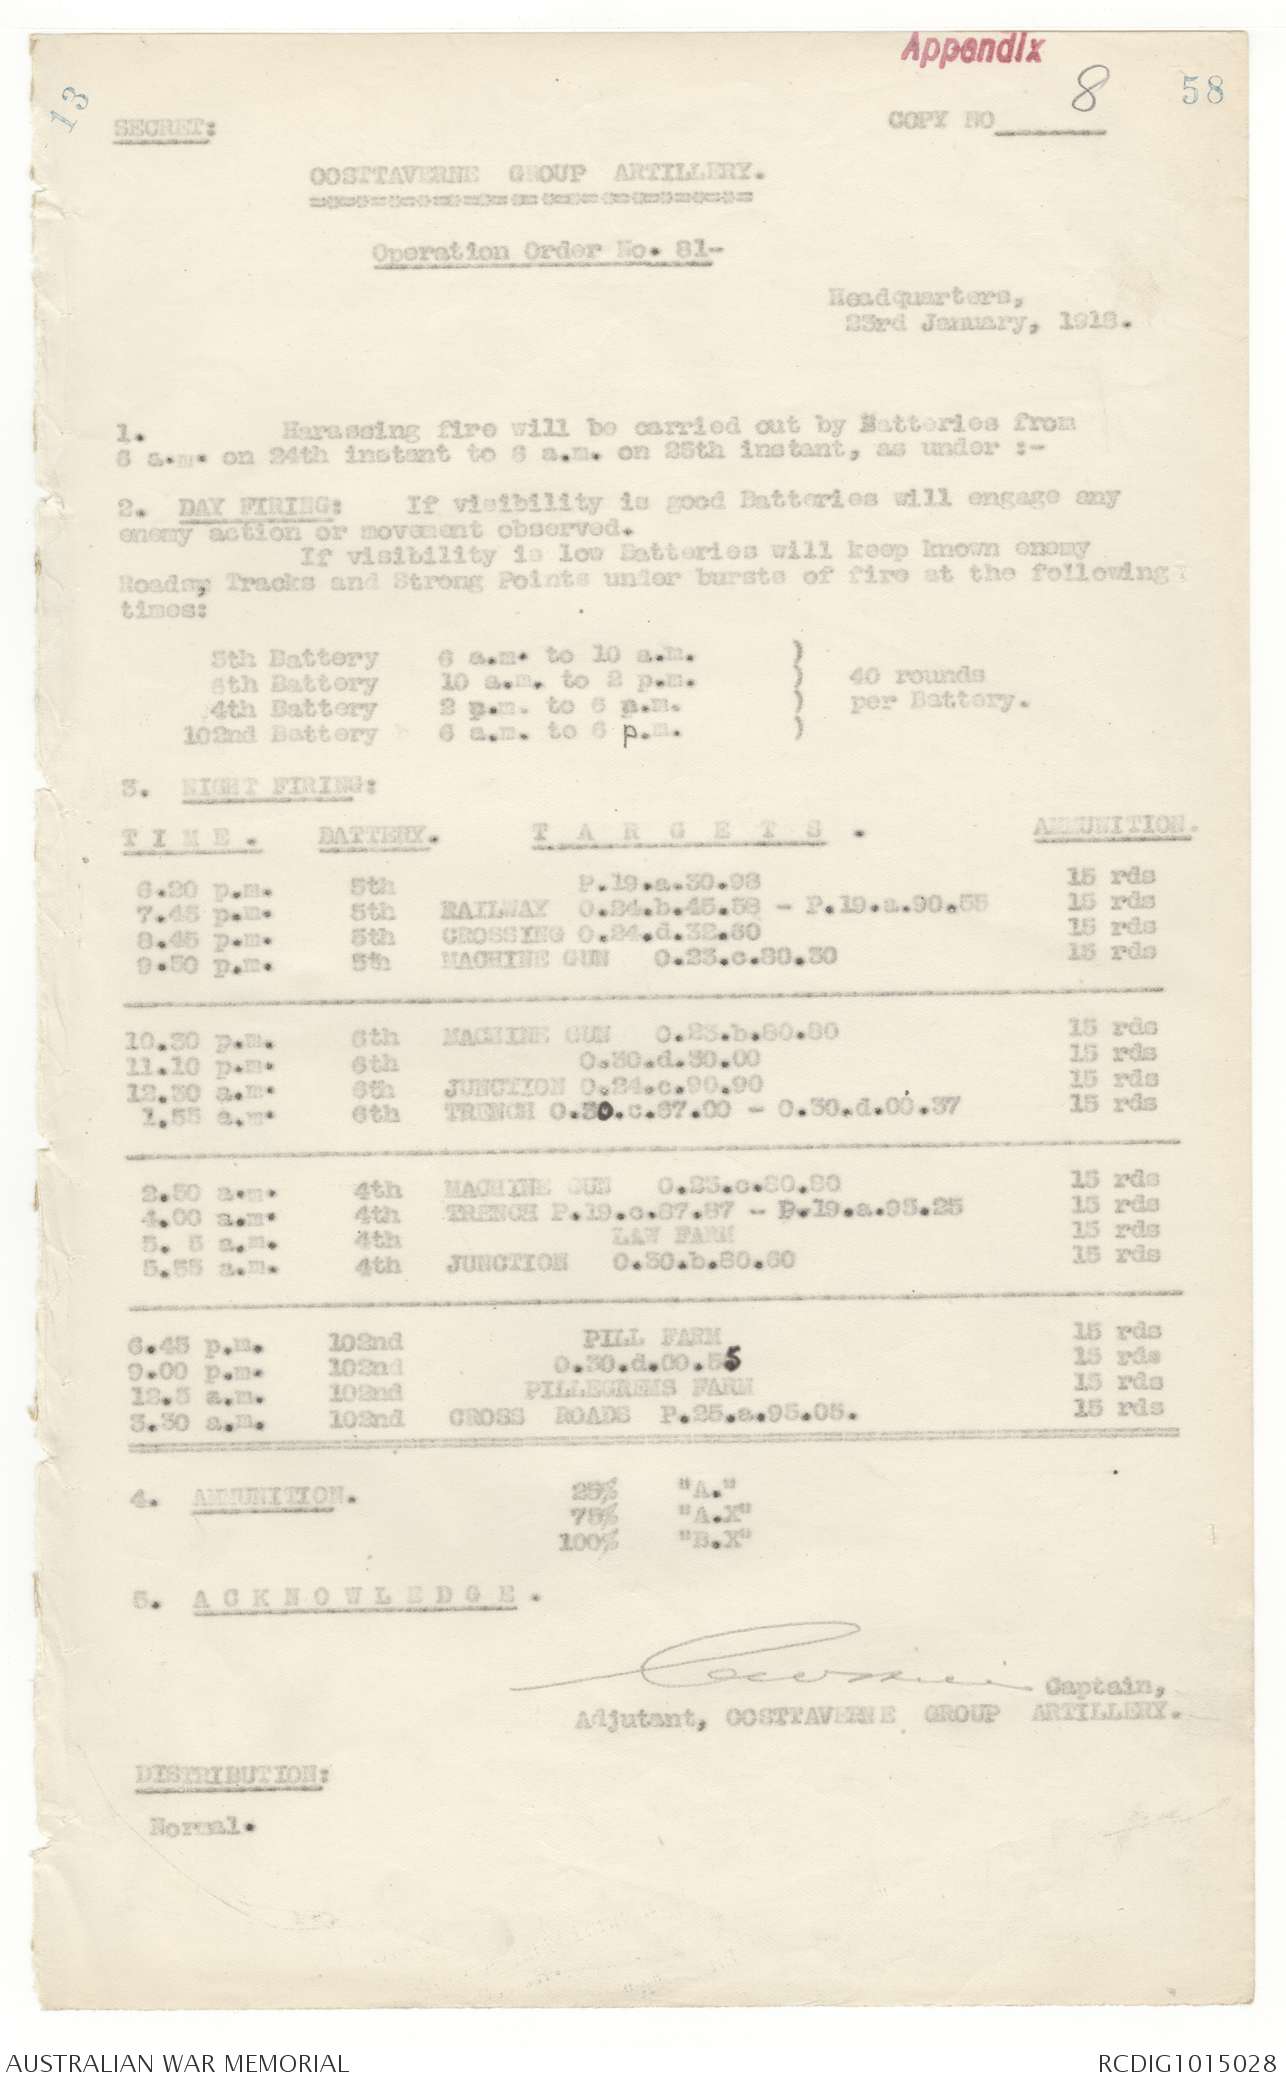 Appendix
8
58
13
SECRET:
COPY NO
OOSTTAVERNE GROUP ARTILLERY.
Operation Order No. 81-
Headquarters,
23rd January, 1918.
1. Harassing fire will be carried out by Batteries from
6 a.m. on 24th instant to 6 a.m. on 25th instant, as under :-
2. DAY FIRING: If visibility is good Batteries will engage any
enemy action or movement observed.
If visibility is low Batteries will keep known enemy
Roads, Tracks and Strong Points under bursts of fire at the following
times:
5th Battery 6 a.m. to 10 a.m. )
6th Battery 10 a.m. to 2 p.m. ) 40 rounds
4th Battery 2 p.m. to 6 p.m. ) per Battery.
102nd Battery 6 a.m. to 6 p.m. )
3. NIGHT FIRING:
T I M E . BATTERY. T A R G E T S . AMMUNITION.
6.20 p.m. 5th P.19.a.30.98 15 rds
7.45 p.m. 5th RAILWAY O.24.b.45.58 - P.19.a.90.55 15 rds
8.45 p.m. 5th CROSSING O.24.d.32.60 15 rds
9.50 p.m. 5th MACHINE GUN O.23.c.80.30 15 rds
10.30 p.m. 6th MACHINE GUN O.23.b.80.80 15 rds
11.10 p.m. 6th O.30.d.30.00 15 rds
12.30 a.m. 6th JUNCTION O.24.c.90.90 15 rds
1.55 a.m. 6th TRENCH O.30.c.67.00 - O.30.d.00.37 15 rds
2.50 a.m. 4th MACHINE GUN O.23.c.80.80 15 rds
4.00 a.m. 4th TRENCH P.19.c.87.87 - P.19.a.95.25 15 rds
5. 5 a.m. 4th LAW FARM 15 rds
5.55 a.m. 4th JUNCTION O.30.b.80.60 15 rds
6.45 p.m. 102nd PILL FARM 15 rds
9.00 p.m. 102nd O.30.d.00.55 15 rds
12.5 a.m. 102nd PILLEGREMS FARM 15 rds
3.30 a.m. 102nd CROSS ROADS P.25.a.95.05. 15 rds
4. AMMUNITION. 25% "A."
75% "A.X"
100% "B.X"
5. A C K N O W L E D G E .
Captain,
Adjutant, OOSTTAVERNE GROUP ARTILLERY.
DISTRIBUTION:
Normal.
AUSTRALIAN WAR MEMORIAL
RCDIG1015028